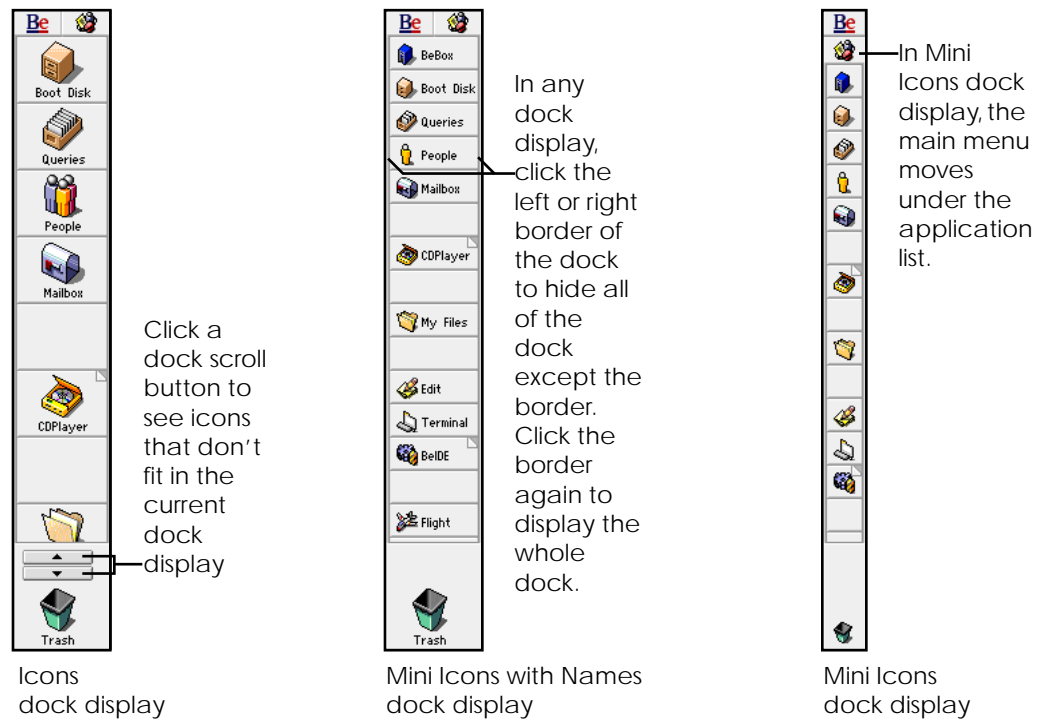 Be
Boot Disk
Queries
People
Mailbox
CDPlayer
Trash
Click a
dock scroll
button to
see icons
that don't
fit in the
current
dock
display
Icons
dock display
Be
BeBox
Boot Disk
Queries
People
Mailbox
CDPlayer
My Files
Edit
Terminal
BeIDE
Flight
Trash
In any
dock
display,
click the
left or right
border of
the dock
to hide all
of the
dock
except the
border.
Click the
border
again to
display the
whole
dock.
Mini Icons with Names
dock display
Be
In Mini
Icons dock
display, the
main menu
moves
under the
application
list.
Mini Icons
dock display